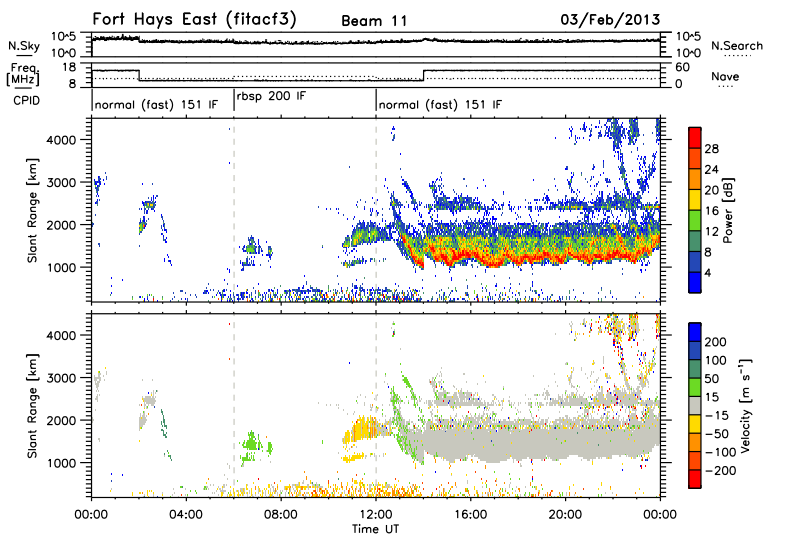 Fort Hays East (fitacf3) Beam 11 03/Feb/2013
N.Sky 10^5 10^0 10^5 10^0 N.Search
Freq. [MHz] 18 8 60 0 Nave
CPID normal (fast) 151 IF rbsp 200 IF normal (fast) 151 IF
Slant Range [km]
4000
3000
2000
1000
28
24
20
16
12
8
4
Power [dB]
Slant Range [km]
4000
3000
2000
1000
200
100
50
15
−15
−50
−100
−200
Velocity [m s⁻¹]
00:00 04:00 08:00 12:00 16:00 20:00 00:00
Time UT